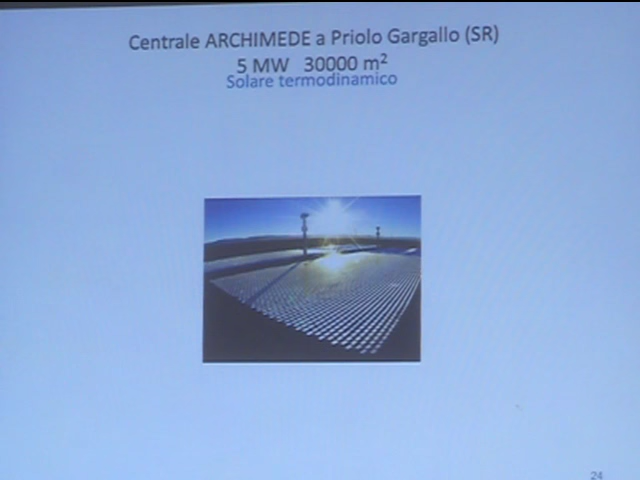 Centrale ARCHIMEDE a Priolo Gargallo (SR)
5 MW 30000 m²
Solare termodinamico
24